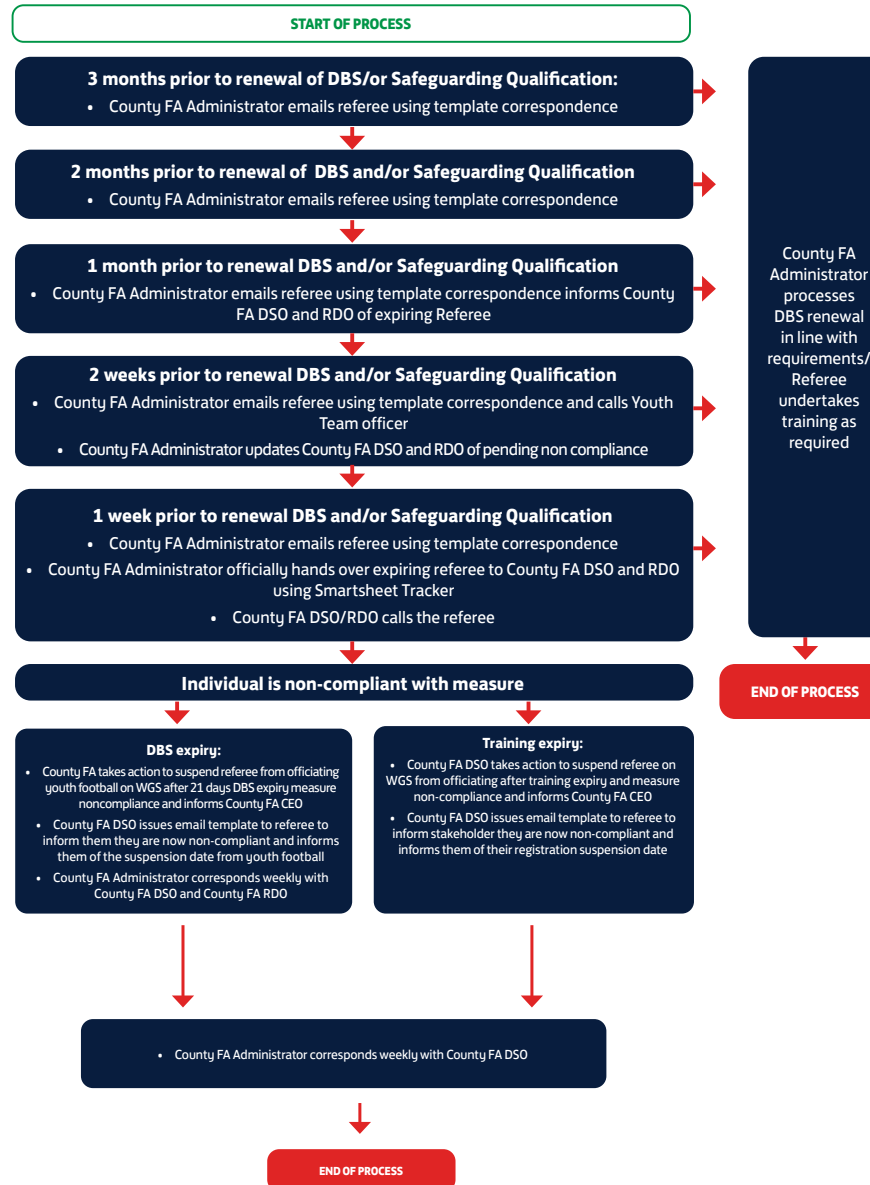 START OF PROCESS
3 months prior to renewal of DBS/or Safeguarding Qualification:
• County FA Administrator emails referee using template correspondence
2 months prior to renewal of DBS and/or Safeguarding Qualification
• County FA Administrator emails referee using template correspondence
1 month prior to renewal DBS and/or Safeguarding Qualification
• County FA Administrator emails referee using template correspondence informs County
FA DSO and RDO of expiring Referee
2 weeks prior to renewal DBS and/or Safeguarding Qualification
• County FA Administrator emails referee using template correspondence and calls Youth
Team officer
• County FA Administrator updates County FA DSO and RDO of pending non compliance
1 week prior to renewal DBS and/or Safeguarding Qualification
• County FA Administrator emails referee using template correspondence
• County FA Administrator officially hands over expiring referee to County FA DSO and RDO
using Smartsheet Tracker
• County FA DSO/RDO calls the referee
County FA
Administrator
processes
DBS renewal
in line with
requirements/
Referee
undertakes
training as
required
END OF PROCESS
Individual is non-compliant with measure
DBS expiry:
• County FA takes action to suspend referee from officiating
youth football on WGS after 21 days DBS expiry measure
noncompliance and informs County FA CEO
• County FA DSO issues email template to referee to
inform them they are now non-compliant and informs
them of the suspension date from youth football
• County FA Administrator corresponds weekly with
County FA DSO and County FA RDO
Training expiry:
• County FA DSO takes action to suspend referee on
WGS from officiating after training expiry and measure
non-compliance and informs County FA CEO
• County FA DSO issues email template to referee to
inform stakeholder they are now non-compliant and
informs them of their registration suspension date
• County FA Administrator corresponds weekly with County FA DSO
END OF PROCESS